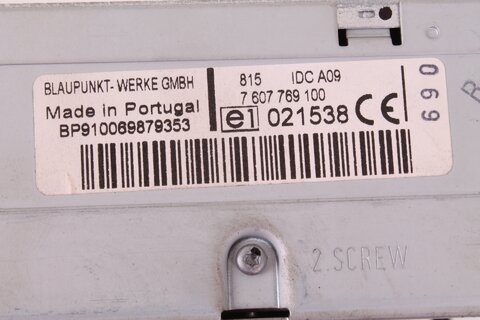 BLAUPUNKT- WERKE GMBH
Made in Portugal
BP910069879353
815 IDC A09
7 607 769 100
e1 021538 CE
690
2.SCREW